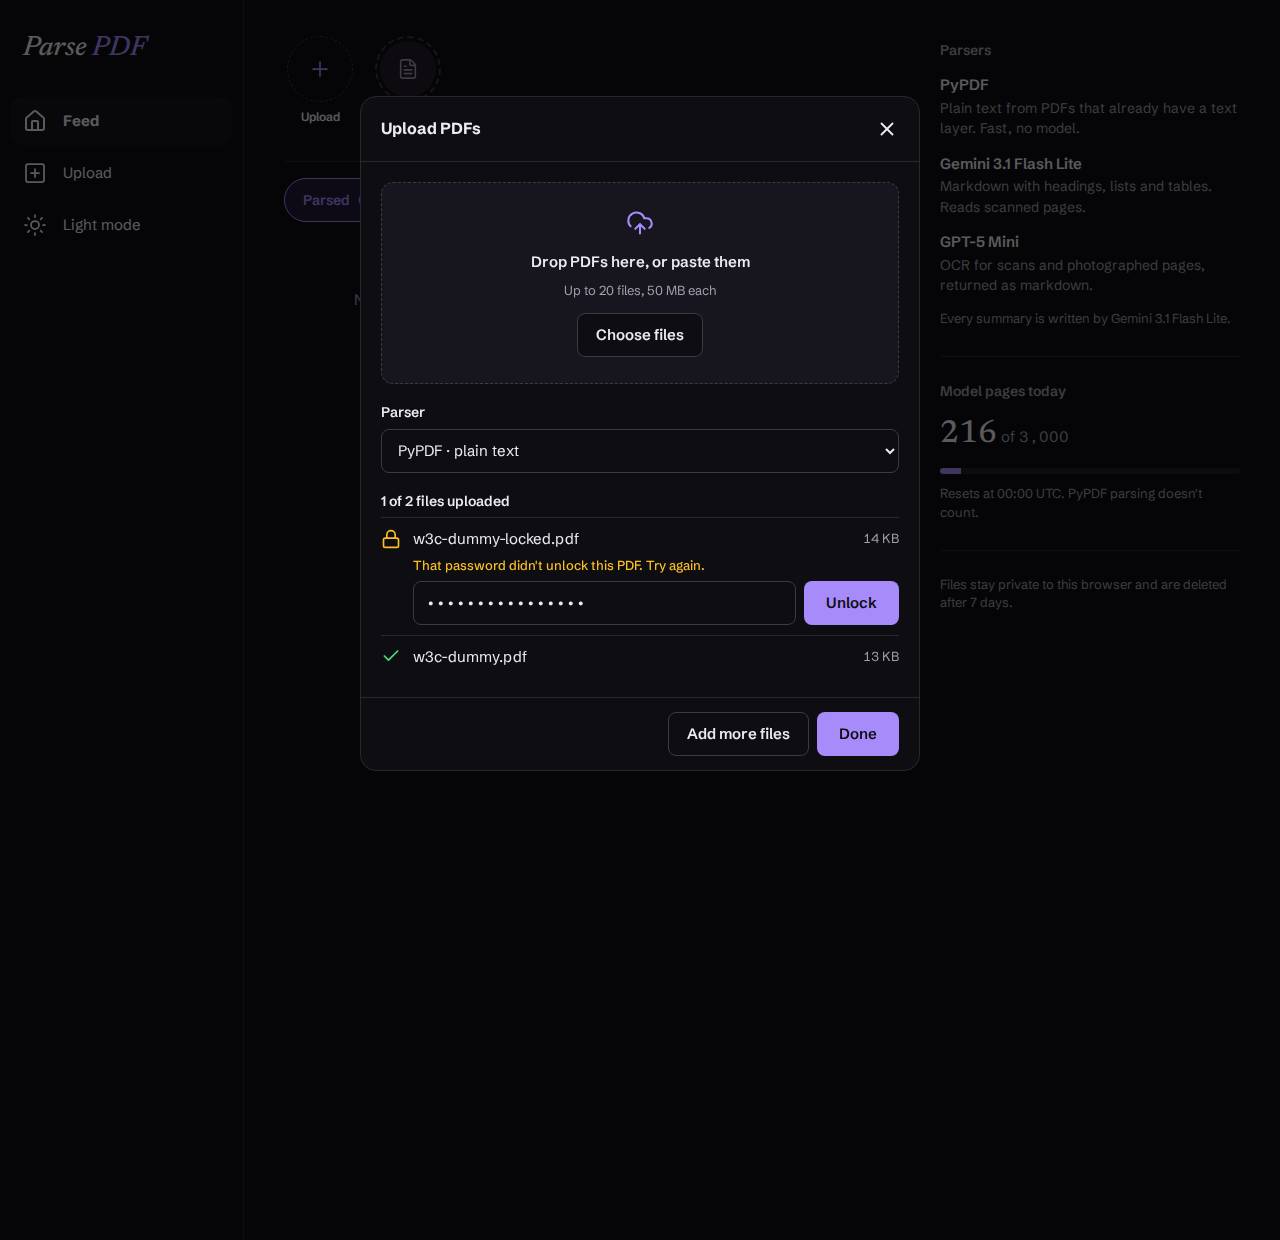 Parse PDF
Feed
Upload
Light mode
Upload
Parsed
Upload PDFs
Drop PDFs here, or paste them
Up to 20 files, 50 MB each
Choose files
Parser
PyPDF · plain text
1 of 2 files uploaded
w3c-dummy-locked.pdf
14 KB
That password didn't unlock this PDF. Try again.
Unlock
w3c-dummy.pdf
13 KB
Add more files
Done
Parsers
PyPDF
Plain text from PDFs that already have a text
layer. Fast, no model.
Gemini 3.1 Flash Lite
Markdown with headings, lists and tables.
Reads scanned pages.
GPT-5 Mini
OCR for scans and photographed pages,
returned as markdown.
Every summary is written by Gemini 3.1 Flash Lite.
Model pages today
216 of 3,000
Resets at 00:00 UTC. PyPDF parsing doesn't
count.
Files stay private to this browser and are deleted
after 7 days.